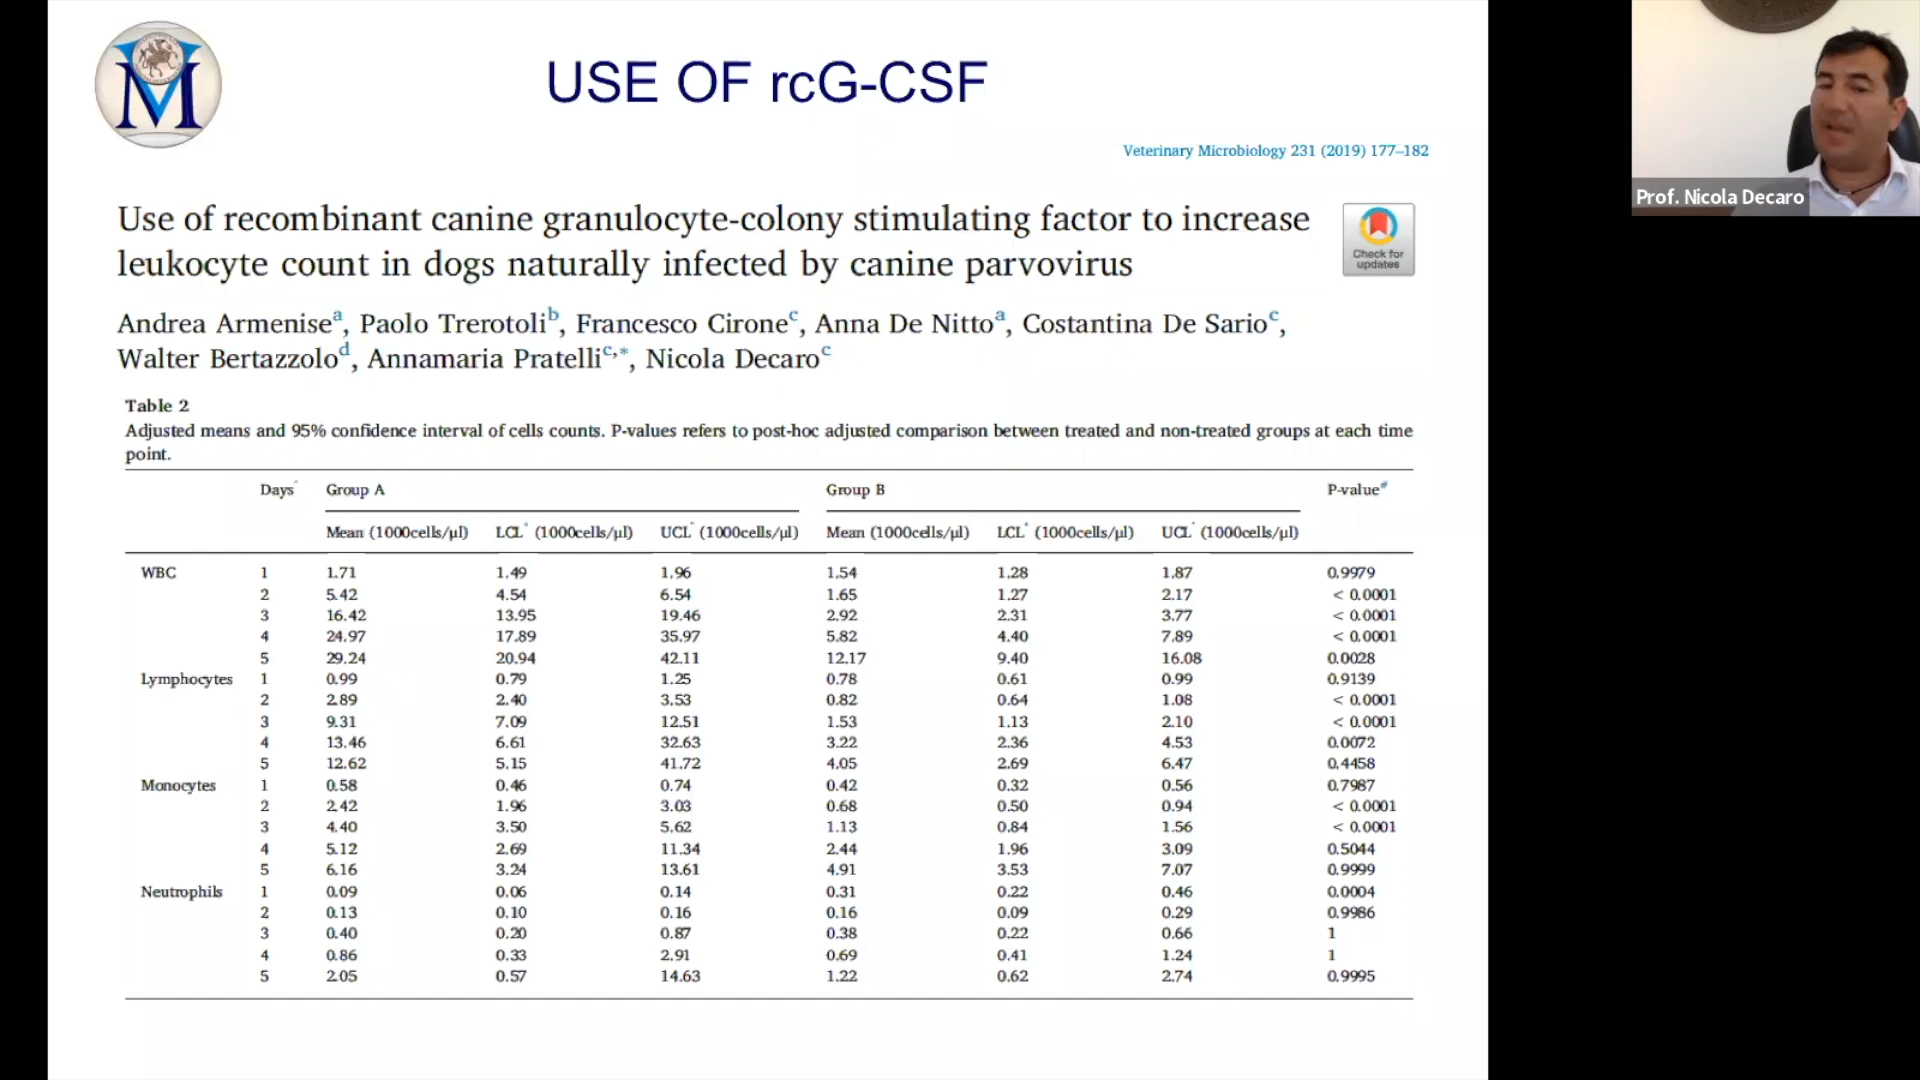 USE OF rcG-CSF
Veterinary Microbiology 231 (2019) 177–182
Use of recombinant canine granulocyte-colony stimulating factor to increase
leukocyte count in dogs naturally infected by canine parvovirus
Check for
updates
Andrea Armenise a, Paolo Trerotoli b, Francesco Cirone c, Anna De Nitto a, Costantina De Sario c,
Walter Bertazzolo d, Annamaria Pratelli c,*, Nicola Decaro c
Table 2
Adjusted means and 95% confidence interval of cells counts. P-values refers to post-hoc adjusted comparison between treated and non-treated groups at each time
point.
Days* Group A Group B P-value#
Mean (1000cells/μl) LCL* (1000cells/μl) UCL* (1000cells/μl) Mean (1000cells/μl) LCL* (1000cells/μl) UCL* (1000cells/μl)
WBC 1 1.71 1.49 1.96 1.54 1.28 1.87 0.9979
2 5.42 4.54 6.54 1.65 1.27 2.17 < 0.0001
3 16.42 13.95 19.46 2.92 2.31 3.77 < 0.0001
4 24.97 17.89 35.97 5.82 4.40 7.89 < 0.0001
5 29.24 20.94 42.11 12.17 9.40 16.08 0.0028
Lymphocytes 1 0.99 0.79 1.25 0.78 0.61 0.99 0.9139
2 2.89 2.40 3.53 0.82 0.64 1.08 < 0.0001
3 9.31 7.09 12.51 1.53 1.13 2.10 < 0.0001
4 13.46 6.61 32.63 3.22 2.36 4.53 0.0072
5 12.62 5.15 41.72 4.05 2.69 6.47 0.4458
Monocytes 1 0.58 0.46 0.74 0.42 0.32 0.56 0.7987
2 2.42 1.96 3.03 0.68 0.50 0.94 < 0.0001
3 4.40 3.50 5.62 1.13 0.84 1.56 < 0.0001
4 5.12 2.69 11.34 2.44 1.96 3.09 0.5044
5 6.16 3.24 13.61 4.91 3.53 7.07 0.9999
Neutrophils 1 0.09 0.06 0.14 0.31 0.22 0.46 0.0004
2 0.13 0.10 0.16 0.16 0.09 0.29 0.9986
3 0.40 0.20 0.87 0.38 0.22 0.66 1
4 0.86 0.33 2.91 0.69 0.41 1.24 1
5 2.05 0.57 14.63 1.22 0.62 2.74 0.9995
Prof. Nicola Decaro